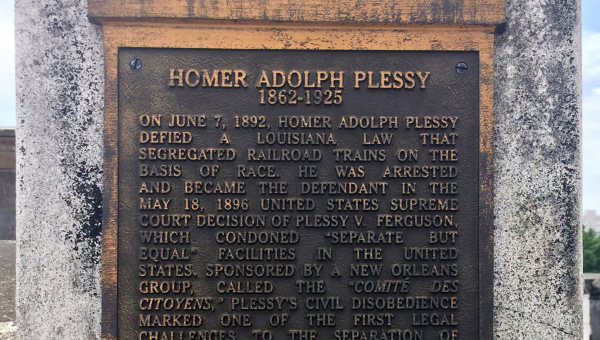 HOMER ADOLPH PLESSY
1862-1925
ON JUNE 7, 1892, HOMER ADOLPH PLESSY
DEFIED A LOUISIANA LAW THAT
SEGREGATED RAILROAD TRAINS ON THE
BASIS OF RACE. HE WAS ARRESTED
AND BECAME THE DEFENDANT IN THE
MAY 18, 1896 UNITED STATES SUPREME
COURT DECISION OF PLESSY V. FERGUSON,
WHICH CONDONED "SEPARATE BUT
EQUAL" FACILITIES IN THE UNITED
STATES. SPONSORED BY A NEW ORLEANS
GROUP, CALLED THE "COMITÉ DES
CITOYENS," PLESSY'S CIVIL DISOBEDIENCE
MARKED ONE OF THE FIRST LEGAL
CHALLENGES TO THE SEPARATION OF